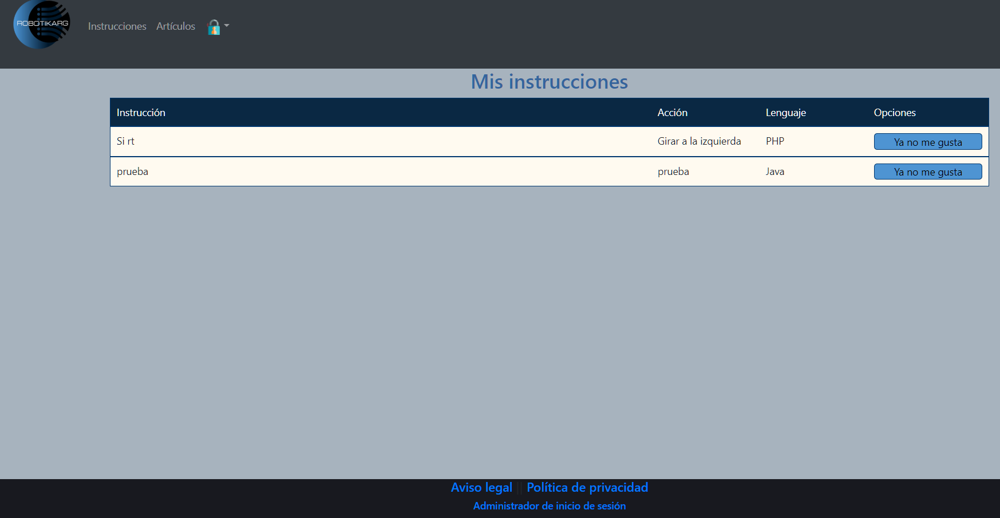 ROBOTIKARG
Instrucciones Artículos
Mis instrucciones
Instrucción Acción Lenguaje Opciones
Si rt Girar a la izquierda PHP Ya no me gusta
prueba prueba Java Ya no me gusta
Aviso legal || Política de privacidad
Administrador de inicio de sesión